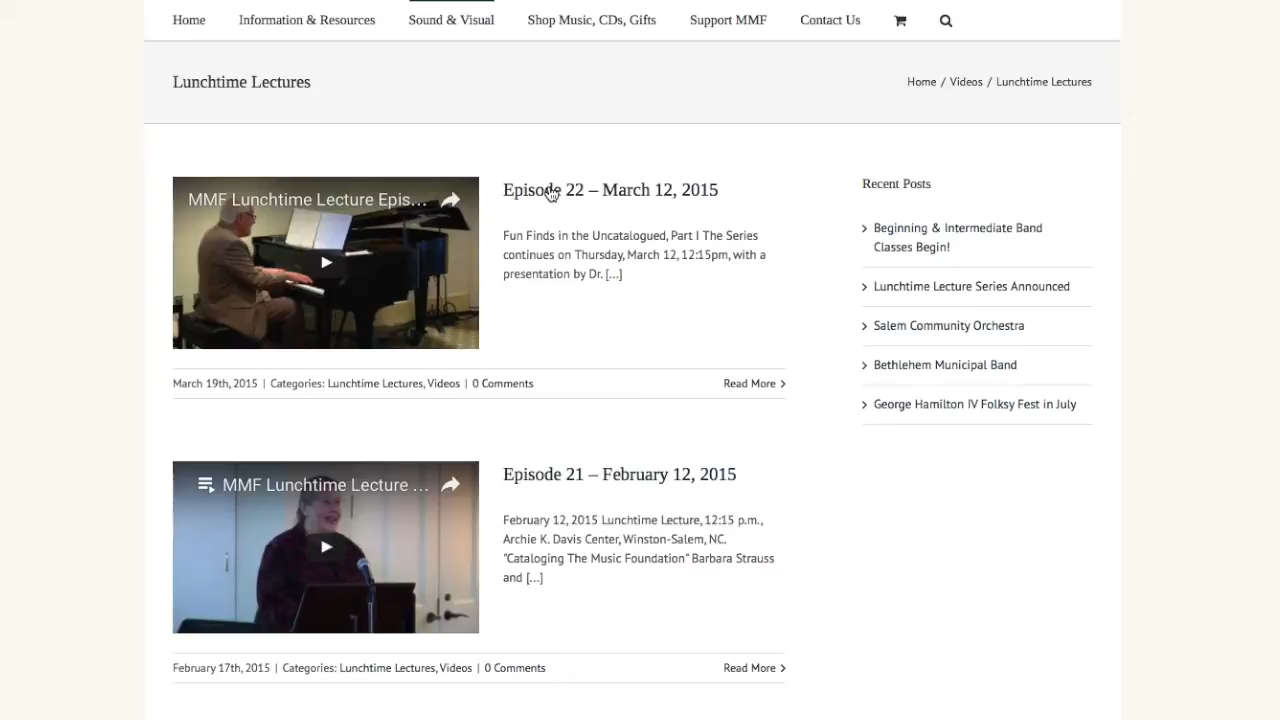 Home Information & Resources Sound & Visual Shop Music, CDs, Gifts Support MMF Contact Us
Lunchtime Lectures
Home / Videos / Lunchtime Lectures
MMF Lunchtime Lecture Epis...
Episode 22 – March 12, 2015
Fun Finds in the Uncatalogued, Part I The Series
continues on Thursday, March 12, 12:15pm, with a
presentation by Dr. [...]
March 19th, 2015 | Categories: Lunchtime Lectures, Videos | 0 Comments
Read More
MMF Lunchtime Lecture ...
Episode 21 – February 12, 2015
February 12, 2015 Lunchtime Lecture, 12:15 p.m.,
Archie K. Davis Center, Winston-Salem, NC.
"Cataloging The Music Foundation" Barbara Strauss
and [...]
February 17th, 2015 | Categories: Lunchtime Lectures, Videos | 0 Comments
Read More
Recent Posts
Beginning & Intermediate Band
Classes Begin!
Lunchtime Lecture Series Announced
Salem Community Orchestra
Bethlehem Municipal Band
George Hamilton IV Folksy Fest in July